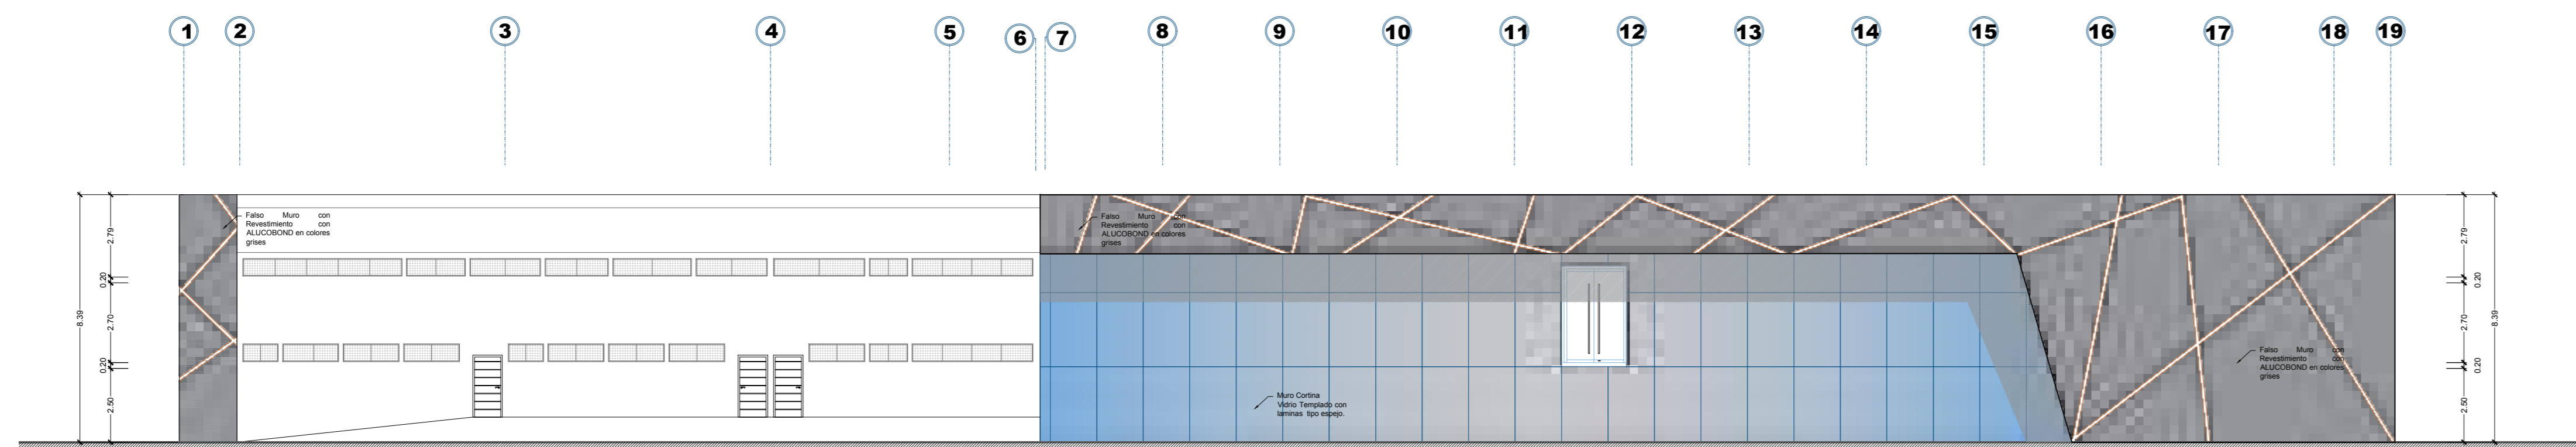 1 2 3 4 5 6 7 8 9 10 11 12 13 14 15 16 17 18 19
8.39
2.79
0.20
2.70
0.20
2.50
Falso Muro con
Revestimiento con
ALUCOBOND en colores
grises
Falso Muro con
Revestimiento con
ALUCOBOND en colores
grises
Muro Cortina
Vidrio Templado con
laminas tipo espejo.
Falso Muro con
Revestimiento con
ALUCOBOND en colores
grises
2.79
0.20
2.70
0.20
2.50
8.39